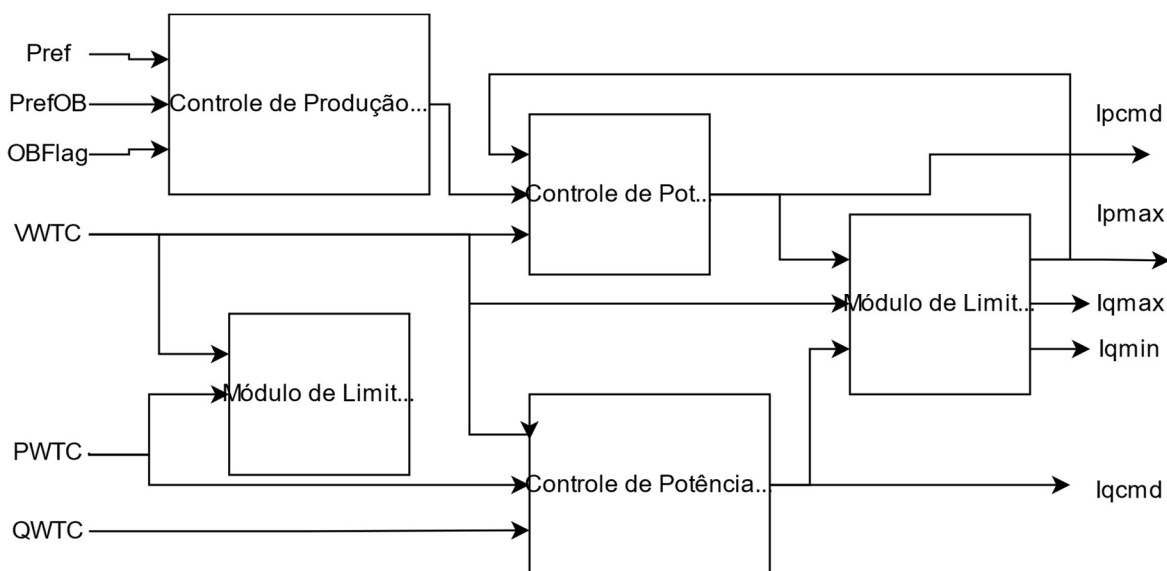 Pref
PrefOB
OBFlag
Controle de Produção...
VWTC
Controle de Pot...
Ipcmd
Ipmax
Módulo de Limit...
Iqmax
Iqmin
Módulo de Limit...
PWTC
QWTC
Controle de Potência...
Iqcmd